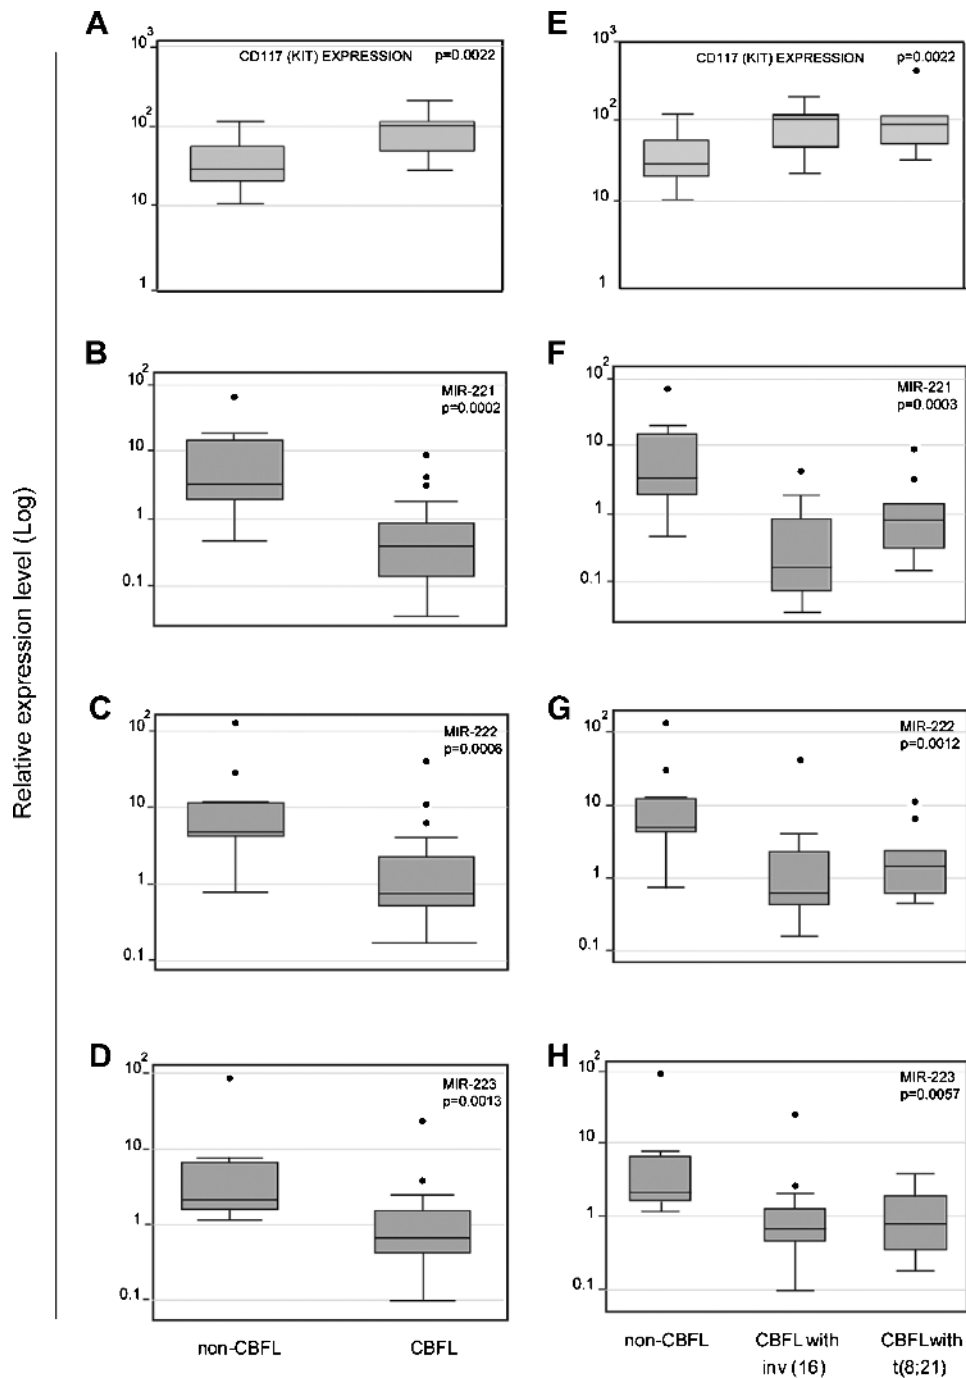 Relative expression level (Log)
A
CD117 (KIT) EXPRESSION p=0.0022
10³
10²
10
1
B
MIR-221
p=0.0002
10²
10
1
0.1
C
MIR-222
p=0.0006
10²
10
1
0.1
D
MIR-223
p=0.0013
10²
10
1
0.1
non-CBFL CBFL
E
CD117 (KIT) EXPRESSION p=0.0022
10³
10²
10
1
F
MIR-221
p=0.0003
10²
10
1
0.1
G
MIR-222
p=0.0012
10²
10
1
0.1
H
MIR-223
p=0.0057
10²
10
1
0.1
non-CBFL CBFL with CBFLwith
inv (16) t(8;21)